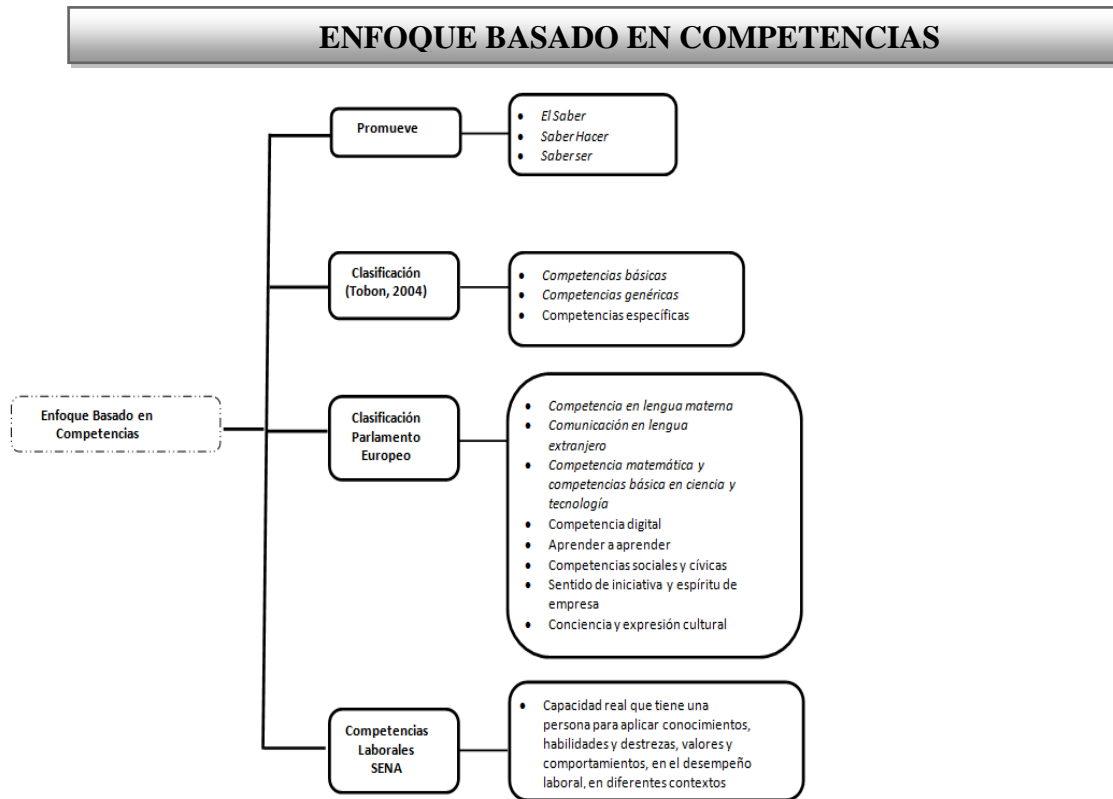 ENFOQUE BASADO EN COMPETENCIAS
Promueve
• El Saber
• Saber Hacer
• Saber ser
Clasificación
(Tobon, 2004)
• Competencias básicas
• Competencias genéricas
• Competencias específicas
Enfoque Basado en
Competencias
Clasificación
Parlamento
Europeo
• Competencia en lengua materna
• Comunicación en lengua
extranjero
• Competencia matemática y
competencias básica en ciencia y
tecnología
• Competencia digital
• Aprender a aprender
• Competencias sociales y cívicas
• Sentido de iniciativa y espíritu de
empresa
• Conciencia y expresión cultural
Competencias
Laborales
SENA
• Capacidad real que tiene una
persona para aplicar conocimientos,
habilidades y destrezas, valores y
comportamientos, en el desempeño
laboral, en diferentes contextos